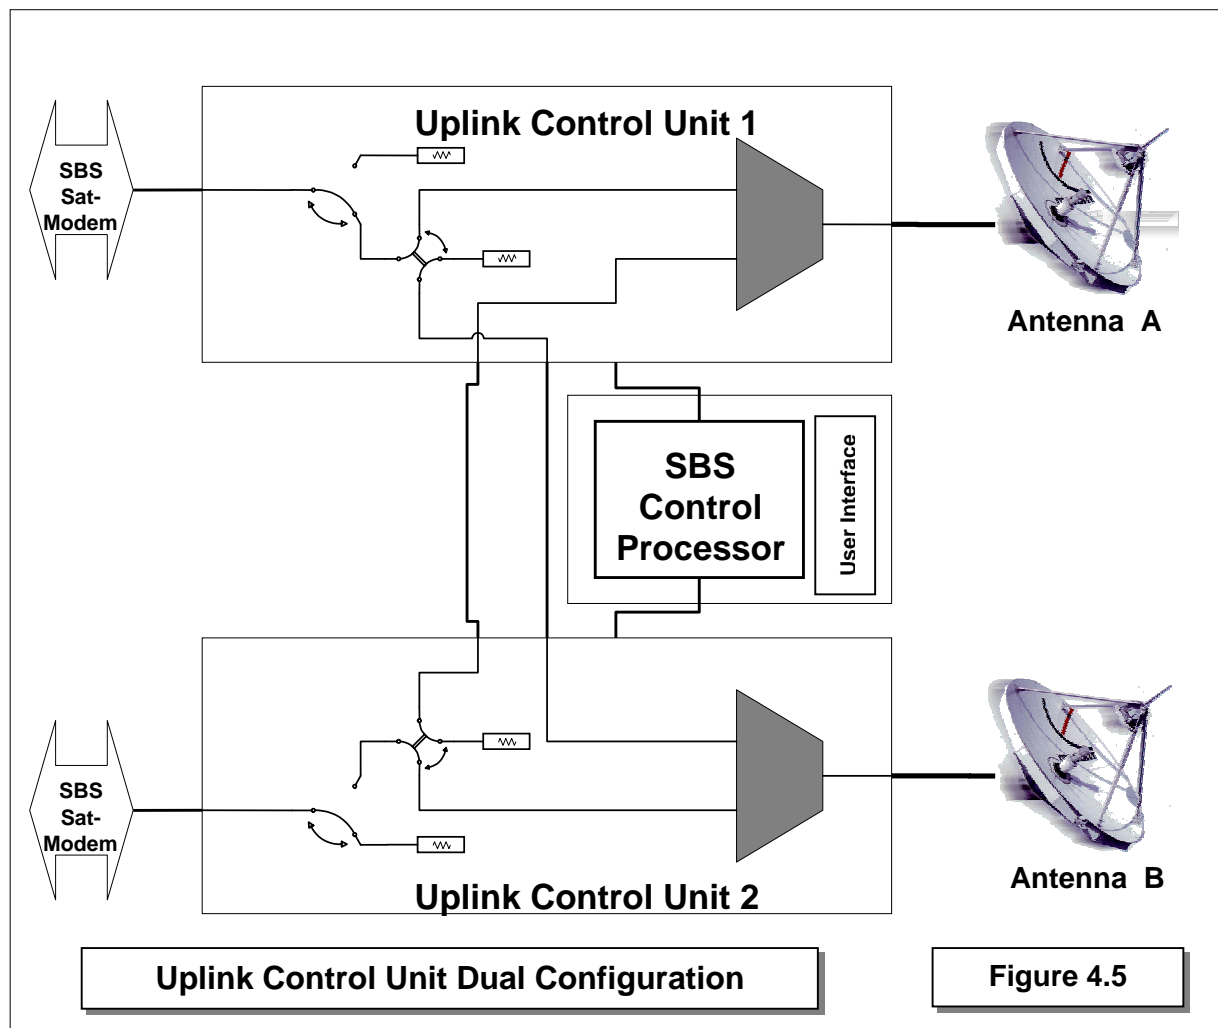 Uplink Control Unit 1
SBS
Sat-
Modem
Antenna A
SBS
Control
Processor
User Interface
SBS
Sat-
Modem
Uplink Control Unit 2
Antenna B
Uplink Control Unit Dual Configuration
Figure 4.5